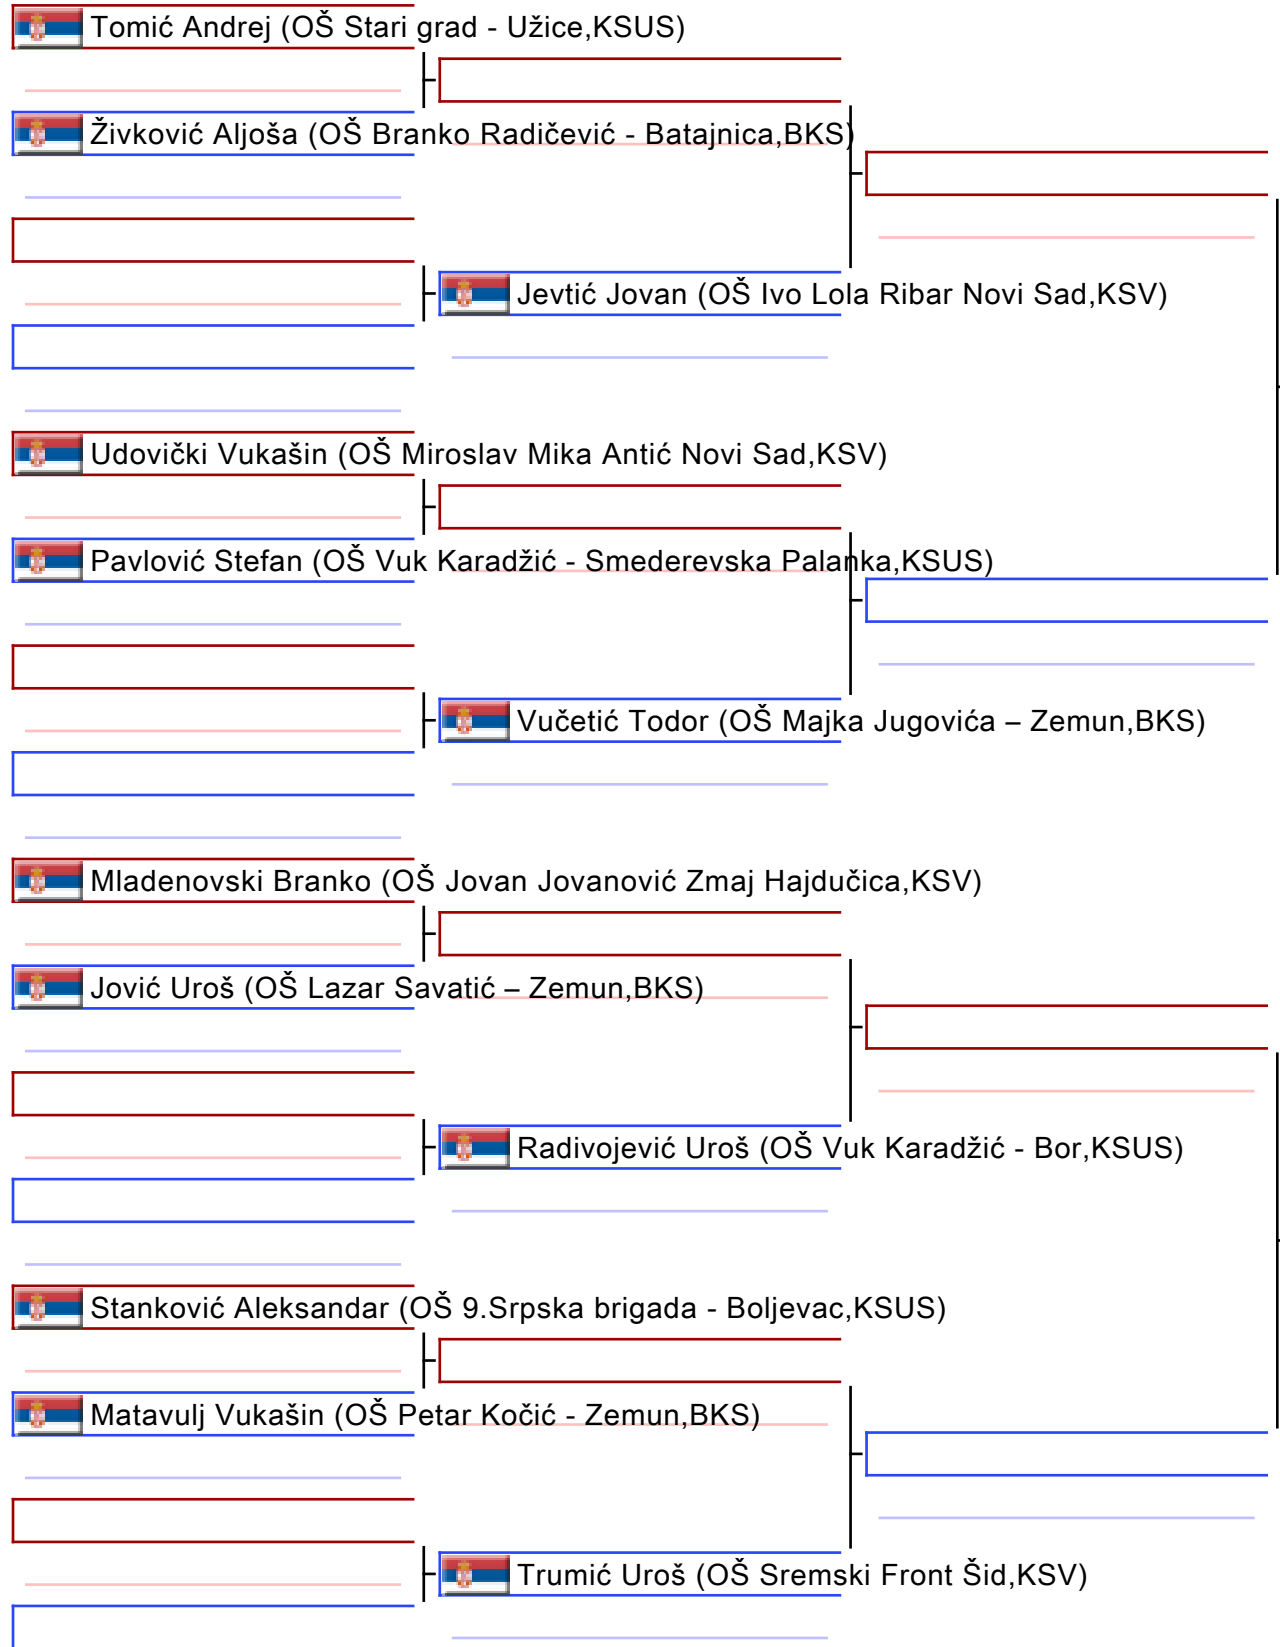 Tomić Andrej (OŠ Stari grad - Užice,KSUS)
Živković Aljoša (OŠ Branko Radičević - Batajnica,BKS)
Jevtić Jovan (OŠ Ivo Lola Ribar Novi Sad,KSV)
Udovički Vukašin (OŠ Miroslav Mika Antić Novi Sad,KSV)
Pavlović Stefan (OŠ Vuk Karadžić - Smederevska Palanka,KSUS)
Vučetić Todor (OŠ Majka Jugovića – Zemun,BKS)
Mladenovski Branko (OŠ Jovan Jovanović Zmaj Hajdučica,KSV)
Jović Uroš (OŠ Lazar Savatić – Zemun,BKS)
Radivojević Uroš (OŠ Vuk Karadžić - Bor,KSUS)
Stanković Aleksandar (OŠ 9.Srpska brigada - Boljevac,KSUS)
Matavulj Vukašin (OŠ Petar Kočić - Zemun,BKS)
Trumić Uroš (OŠ Sremski Front Šid,KSV)